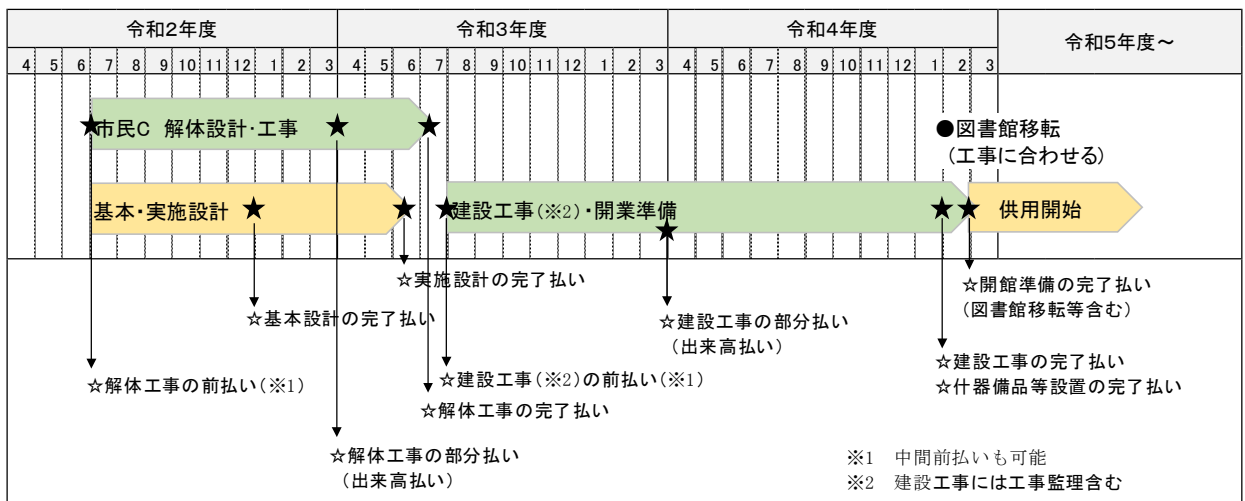 令和2年度 令和3年度 令和4年度 令和5年度～
4 5 6 7 8 9 10 11 12 1 2 3 4 5 6 7 8 9 10 11 12 1 2 3 4 5 6 7 8 9 10 11 12 1 2 3
★市民C 解体設計・工事 ★ ★
●図書館移転
(工事に合わせる)
基本・実施設計 ★ ★ ★建設工事(※2)・開業準備 ★ ★ ★ 供用開始
☆実施設計の完了払い
☆開館準備の完了払い
(図書館移転等含む)
☆基本設計の完了払い
☆建設工事の部分払い
(出来高払い)
☆建設工事の完了払い
☆什器備品等設置の完了払い
☆解体工事の前払い(※1)
☆建設工事(※2)の前払い(※1)
☆解体工事の完了払い
☆解体工事の部分払い
(出来高払い)
※1 中間前払いも可能
※2 建設工事には工事監理含む